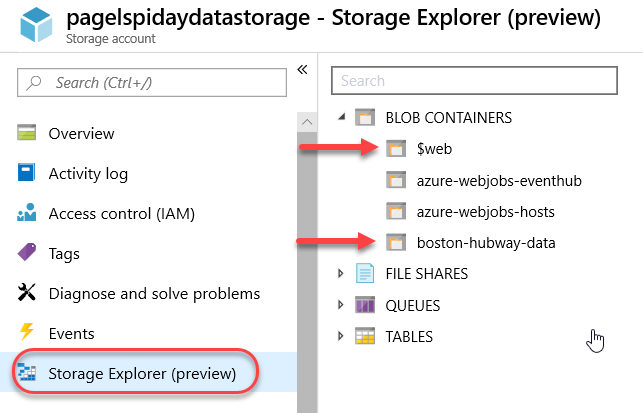 pagelspidaydatastorage - Storage Explorer (preview)
Storage account
Search (Ctrl+/)
Overview
Activity log
Access control (IAM)
Tags
Diagnose and solve problems
Events
Storage Explorer (preview)
Search
BLOB CONTAINERS
$web
azure-webjobs-eventhub
azure-webjobs-hosts
boston-hubway-data
FILE SHARES
QUEUES
TABLES